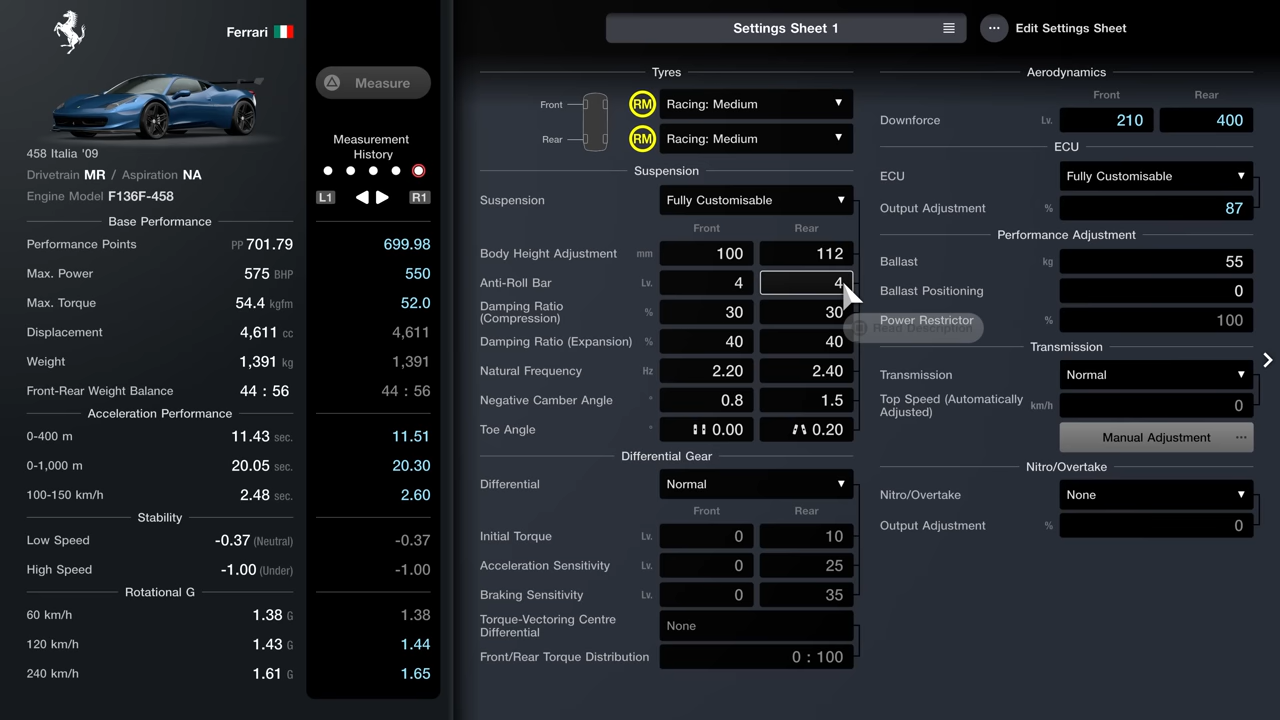 Ferrari
458 Italia '09
Drivetrain MR / Aspiration NA
Engine Model F136F-458
Base Performance
Performance Points PP 701.79
Max. Power 575 BHP
Max. Torque 54.4 kgfm
Displacement 4,611 cc
Weight 1,391 kg
Front-Rear Weight Balance 44 : 56
Acceleration Performance
0-400 m 11.43 sec.
0-1,000 m 20.05 sec.
100-150 km/h 2.48 sec.
Stability
Low Speed -0.37 (Neutral)
High Speed -1.00 (Under)
Rotational G
60 km/h 1.38 G
120 km/h 1.43 G
240 km/h 1.61 G
Measure
Measurement
History
L1 R1
699.98
550
52.0
4,611
1,391
44 : 56
11.51
20.30
2.60
-0.37
-1.00
1.38
1.44
1.65
Settings Sheet 1
Edit Settings Sheet
Tyres
Front RM Racing: Medium
Rear RM Racing: Medium
Suspension
Suspension Fully Customisable
Front Rear
Body Height Adjustment mm 100 112
Anti-Roll Bar Lv. 4 4
Damping Ratio
(Compression) % 30 30
Damping Ratio (Expansion) % 40 40
Natural Frequency Hz 2.20 2.40
Negative Camber Angle ° 0.8 1.5
Toe Angle ° 0.00 0.20
Differential Gear
Differential Normal
Front Rear
Initial Torque Lv. 0 10
Acceleration Sensitivity Lv. 0 25
Braking Sensitivity Lv. 0 35
Torque-Vectoring Centre
Differential None
Front/Rear Torque Distribution 0 : 100
Aerodynamics
Front Rear
Downforce Lv. 210 400
ECU
ECU Fully Customisable
Output Adjustment % 87
Performance Adjustment
Ballast kg 55
Ballast Positioning 0
Power Restrictor % 100
Read Description
Transmission
Transmission Normal
Top Speed (Automatically
Adjusted) km/h 0
Manual Adjustment
Nitro/Overtake
Nitro/Overtake None
Output Adjustment % 0